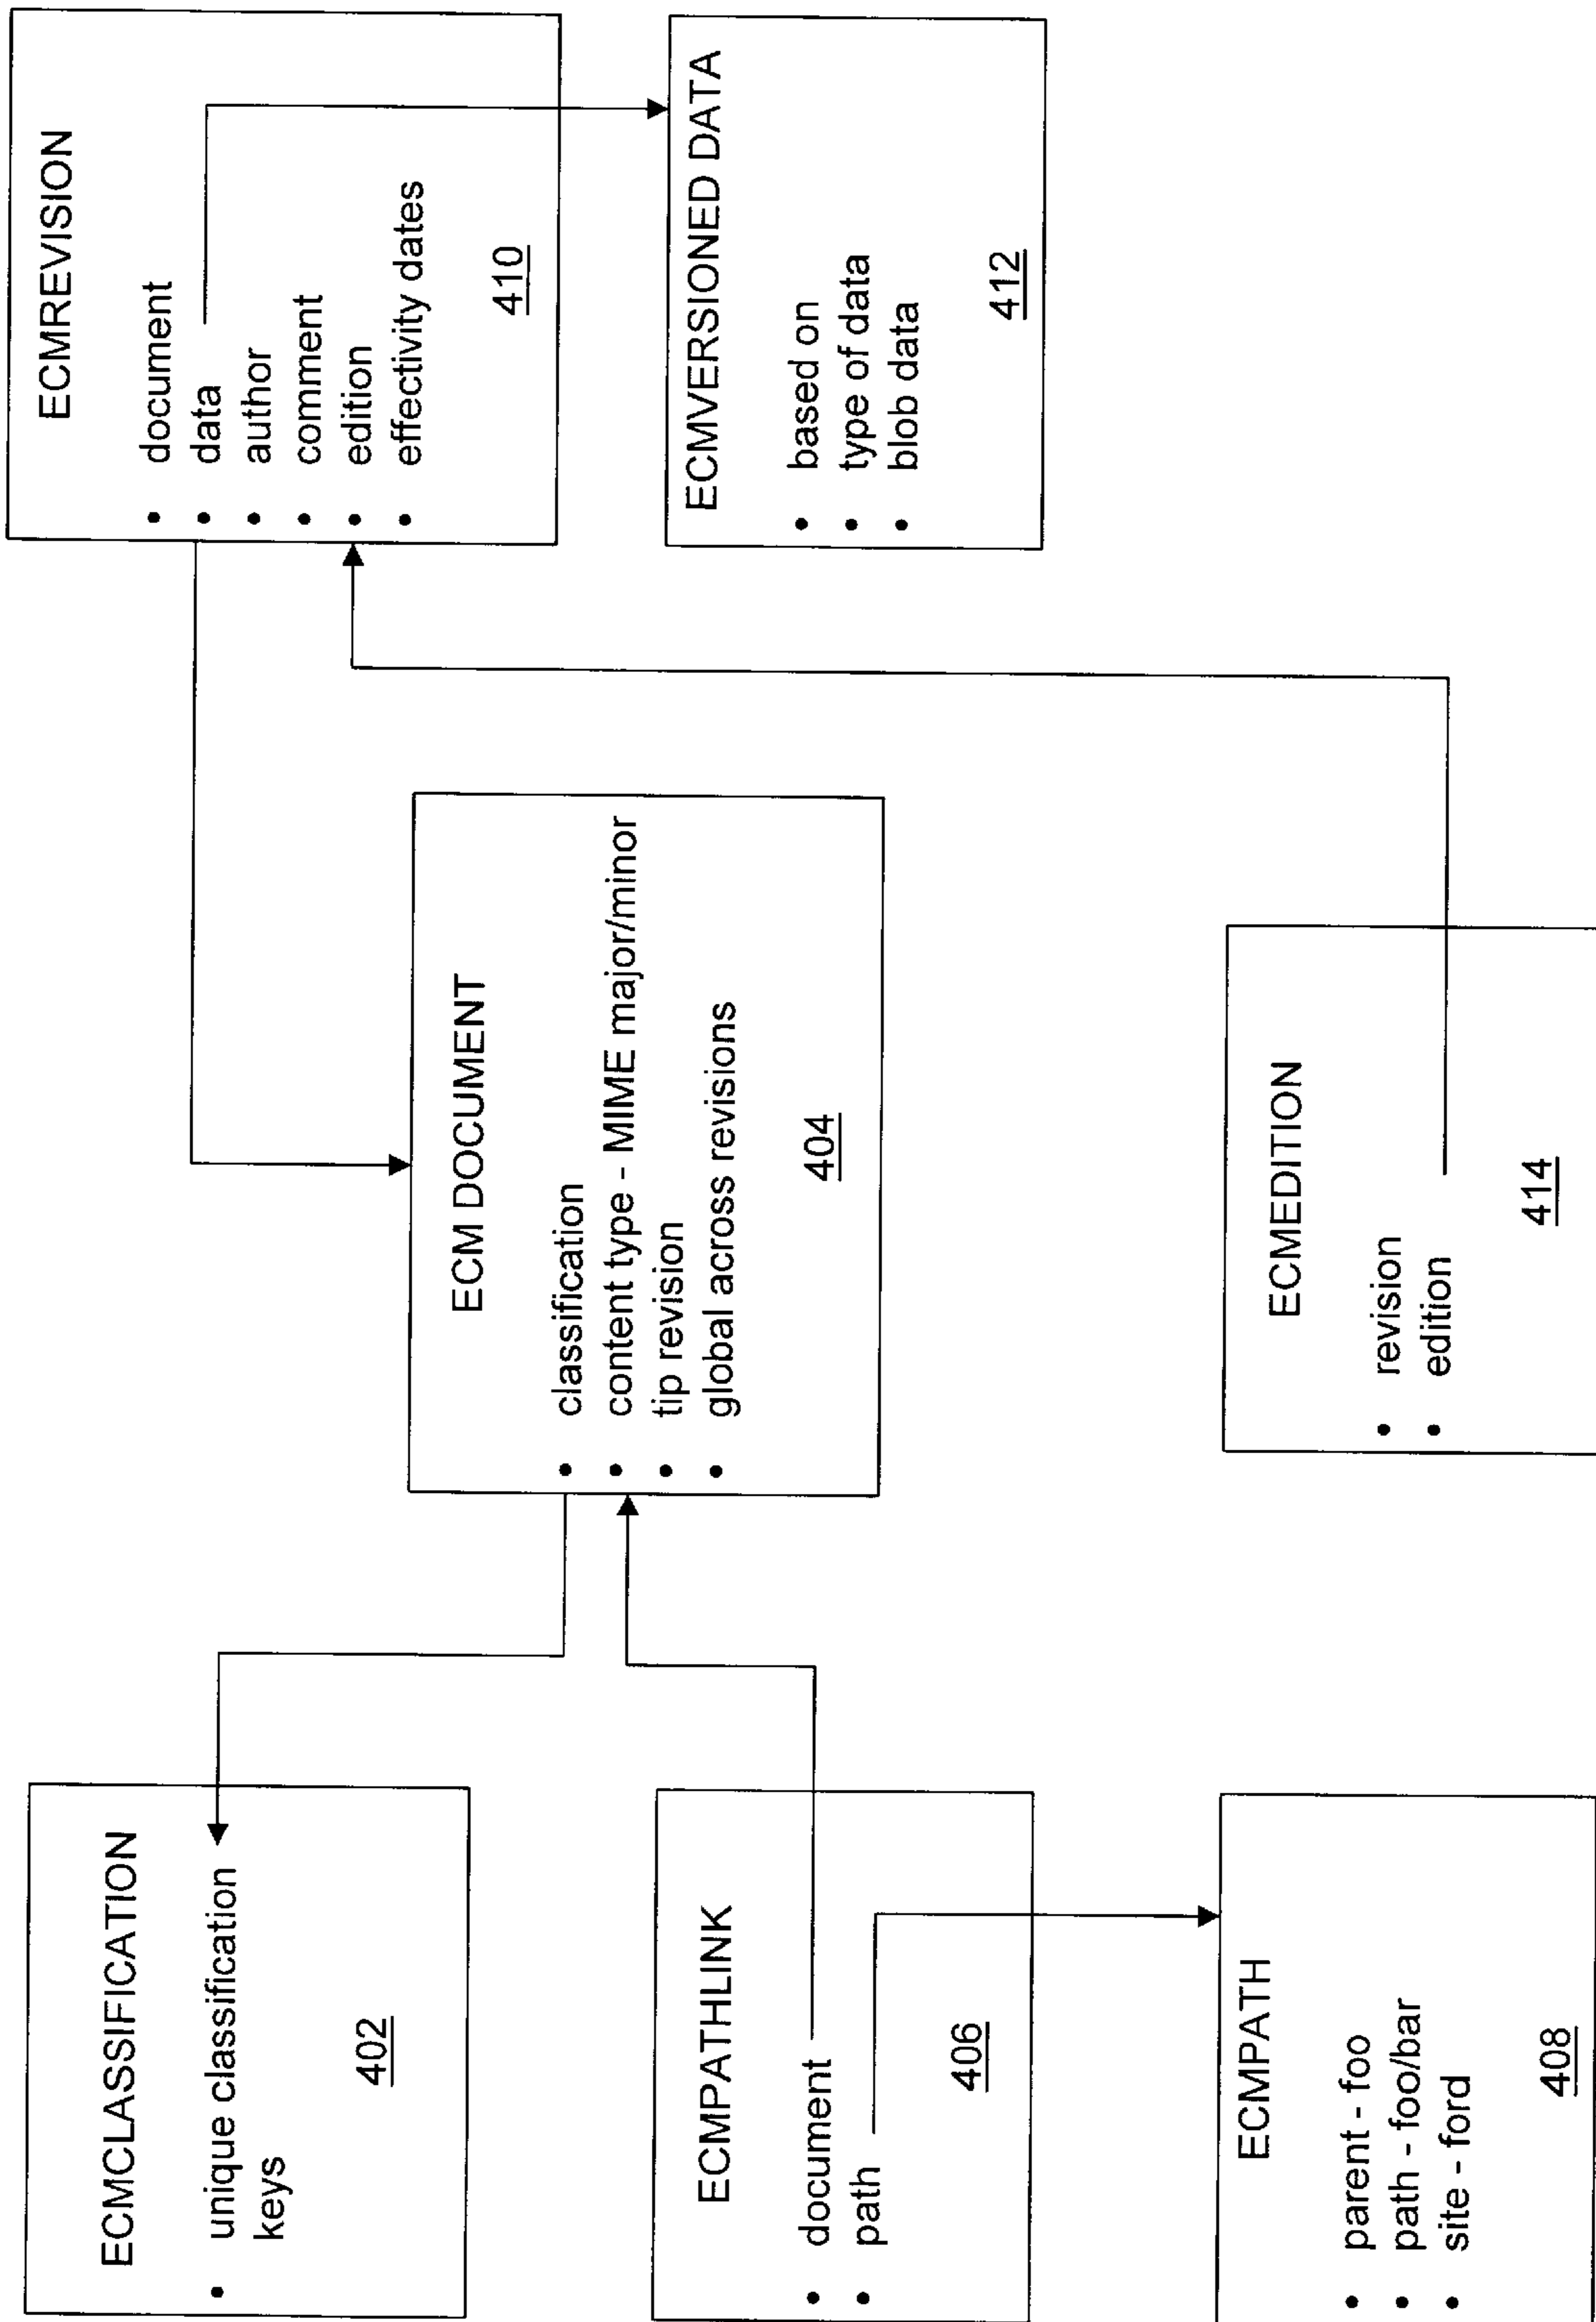 ECMCLASSIFICATION
• unique classification
keys
402
ECMPATHLINK
• document
• path
406
ECMPATH
• parent - foo
• path - foo/bar
• site - ford
408
ECM DOCUMENT
• classification
• content type - MIME major/minor
• tip revision
• global across revisions
404
ECMEDITION
• revision
• edition
414
ECMREVISION
• document
• data
• author
• comment
• edition
• effectivity dates
410
ECMVERSIONED DATA
• based on
• type of data
• blob data
412